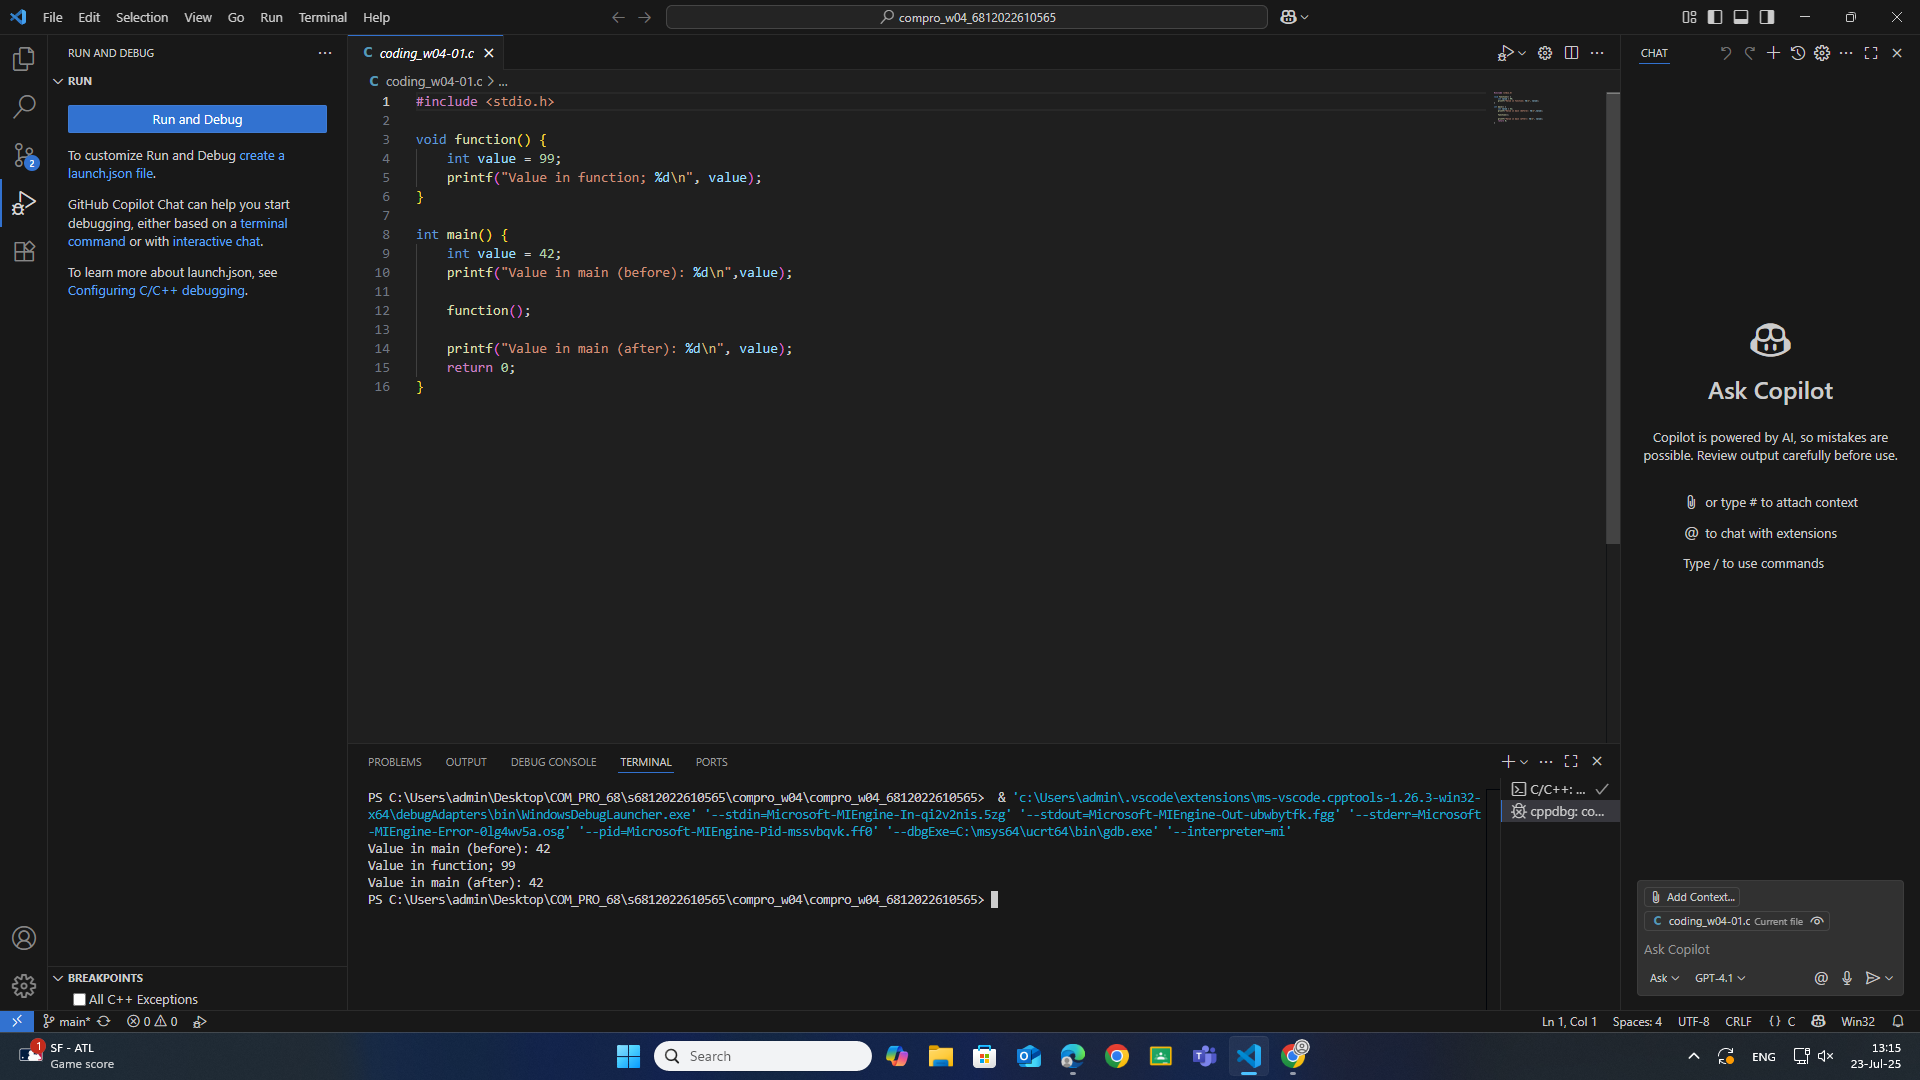 File Edit Selection View Go Run Terminal Help
compro_w04_6812022610565
RUN AND DEBUG
RUN
Run and Debug
To customize Run and Debug create a
launch.json file.
GitHub Copilot Chat can help you start
debugging, either based on a terminal
command or with interactive chat.
To learn more about launch.json, see
Configuring C/C++ debugging.
BREAKPOINTS
All C++ Exceptions
2
C coding_w04-01.c
C coding_w04-01.c > ...
1 #include <stdio.h>
2
3 void function() {
4 int value = 99;
5 printf("Value in function; %d\n", value);
6 }
7
8 int main() {
9 int value = 42;
10 printf("Value in main (before): %d\n",value);
11
12 function();
13
14 printf("Value in main (after): %d\n", value);
15 return 0;
16 }
PROBLEMS OUTPUT DEBUG CONSOLE TERMINAL PORTS
PS C:\Users\admin\Desktop\COM_PRO_68\s6812022610565\compro_w04\compro_w04_6812022610565> & 'c:\Users\admin\.vscode\extensions\ms-vscode.cpptools-1.26.3-win32-
x64\debugAdapters\bin\WindowsDebugLauncher.exe' '--stdin=Microsoft-MIEngine-In-qi2v2nis.5zg' '--stdout=Microsoft-MIEngine-Out-ubwbytfk.fgg' '--stderr=Microsoft
-MIEngine-Error-0lg4wv5a.osg' '--pid=Microsoft-MIEngine-Pid-mssvbqvk.ff0' '--dbgExe=C:\msys64\ucrt64\bin\gdb.exe' '--interpreter=mi'
Value in main (before): 42
Value in function; 99
Value in main (after): 42
PS C:\Users\admin\Desktop\COM_PRO_68\s6812022610565\compro_w04\compro_w04_6812022610565>
C/C++: ...
cppdbg: co...
CHAT
Ask Copilot
Copilot is powered by AI, so mistakes are
possible. Review output carefully before use.
or type # to attach context
@ to chat with extensions
Type / to use commands
Add Context...
C coding_w04-01.c Current file
Ask Copilot
Ask GPT-4.1
main* 0 0
Ln 1, Col 1 Spaces: 4 UTF-8 CRLF {} C Win32
1
SF - ATL
Game score
Search
ENG
13:15
23-Jul-25